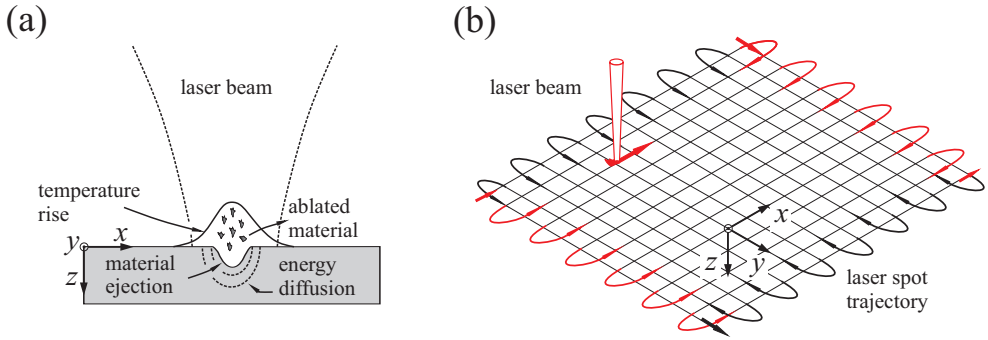 (a)
laser beam
temperature
rise
ablated
material
y
x
z
material
ejection
energy
diffusion
(b)
laser beam
x
y
z
laser spot
trajectory